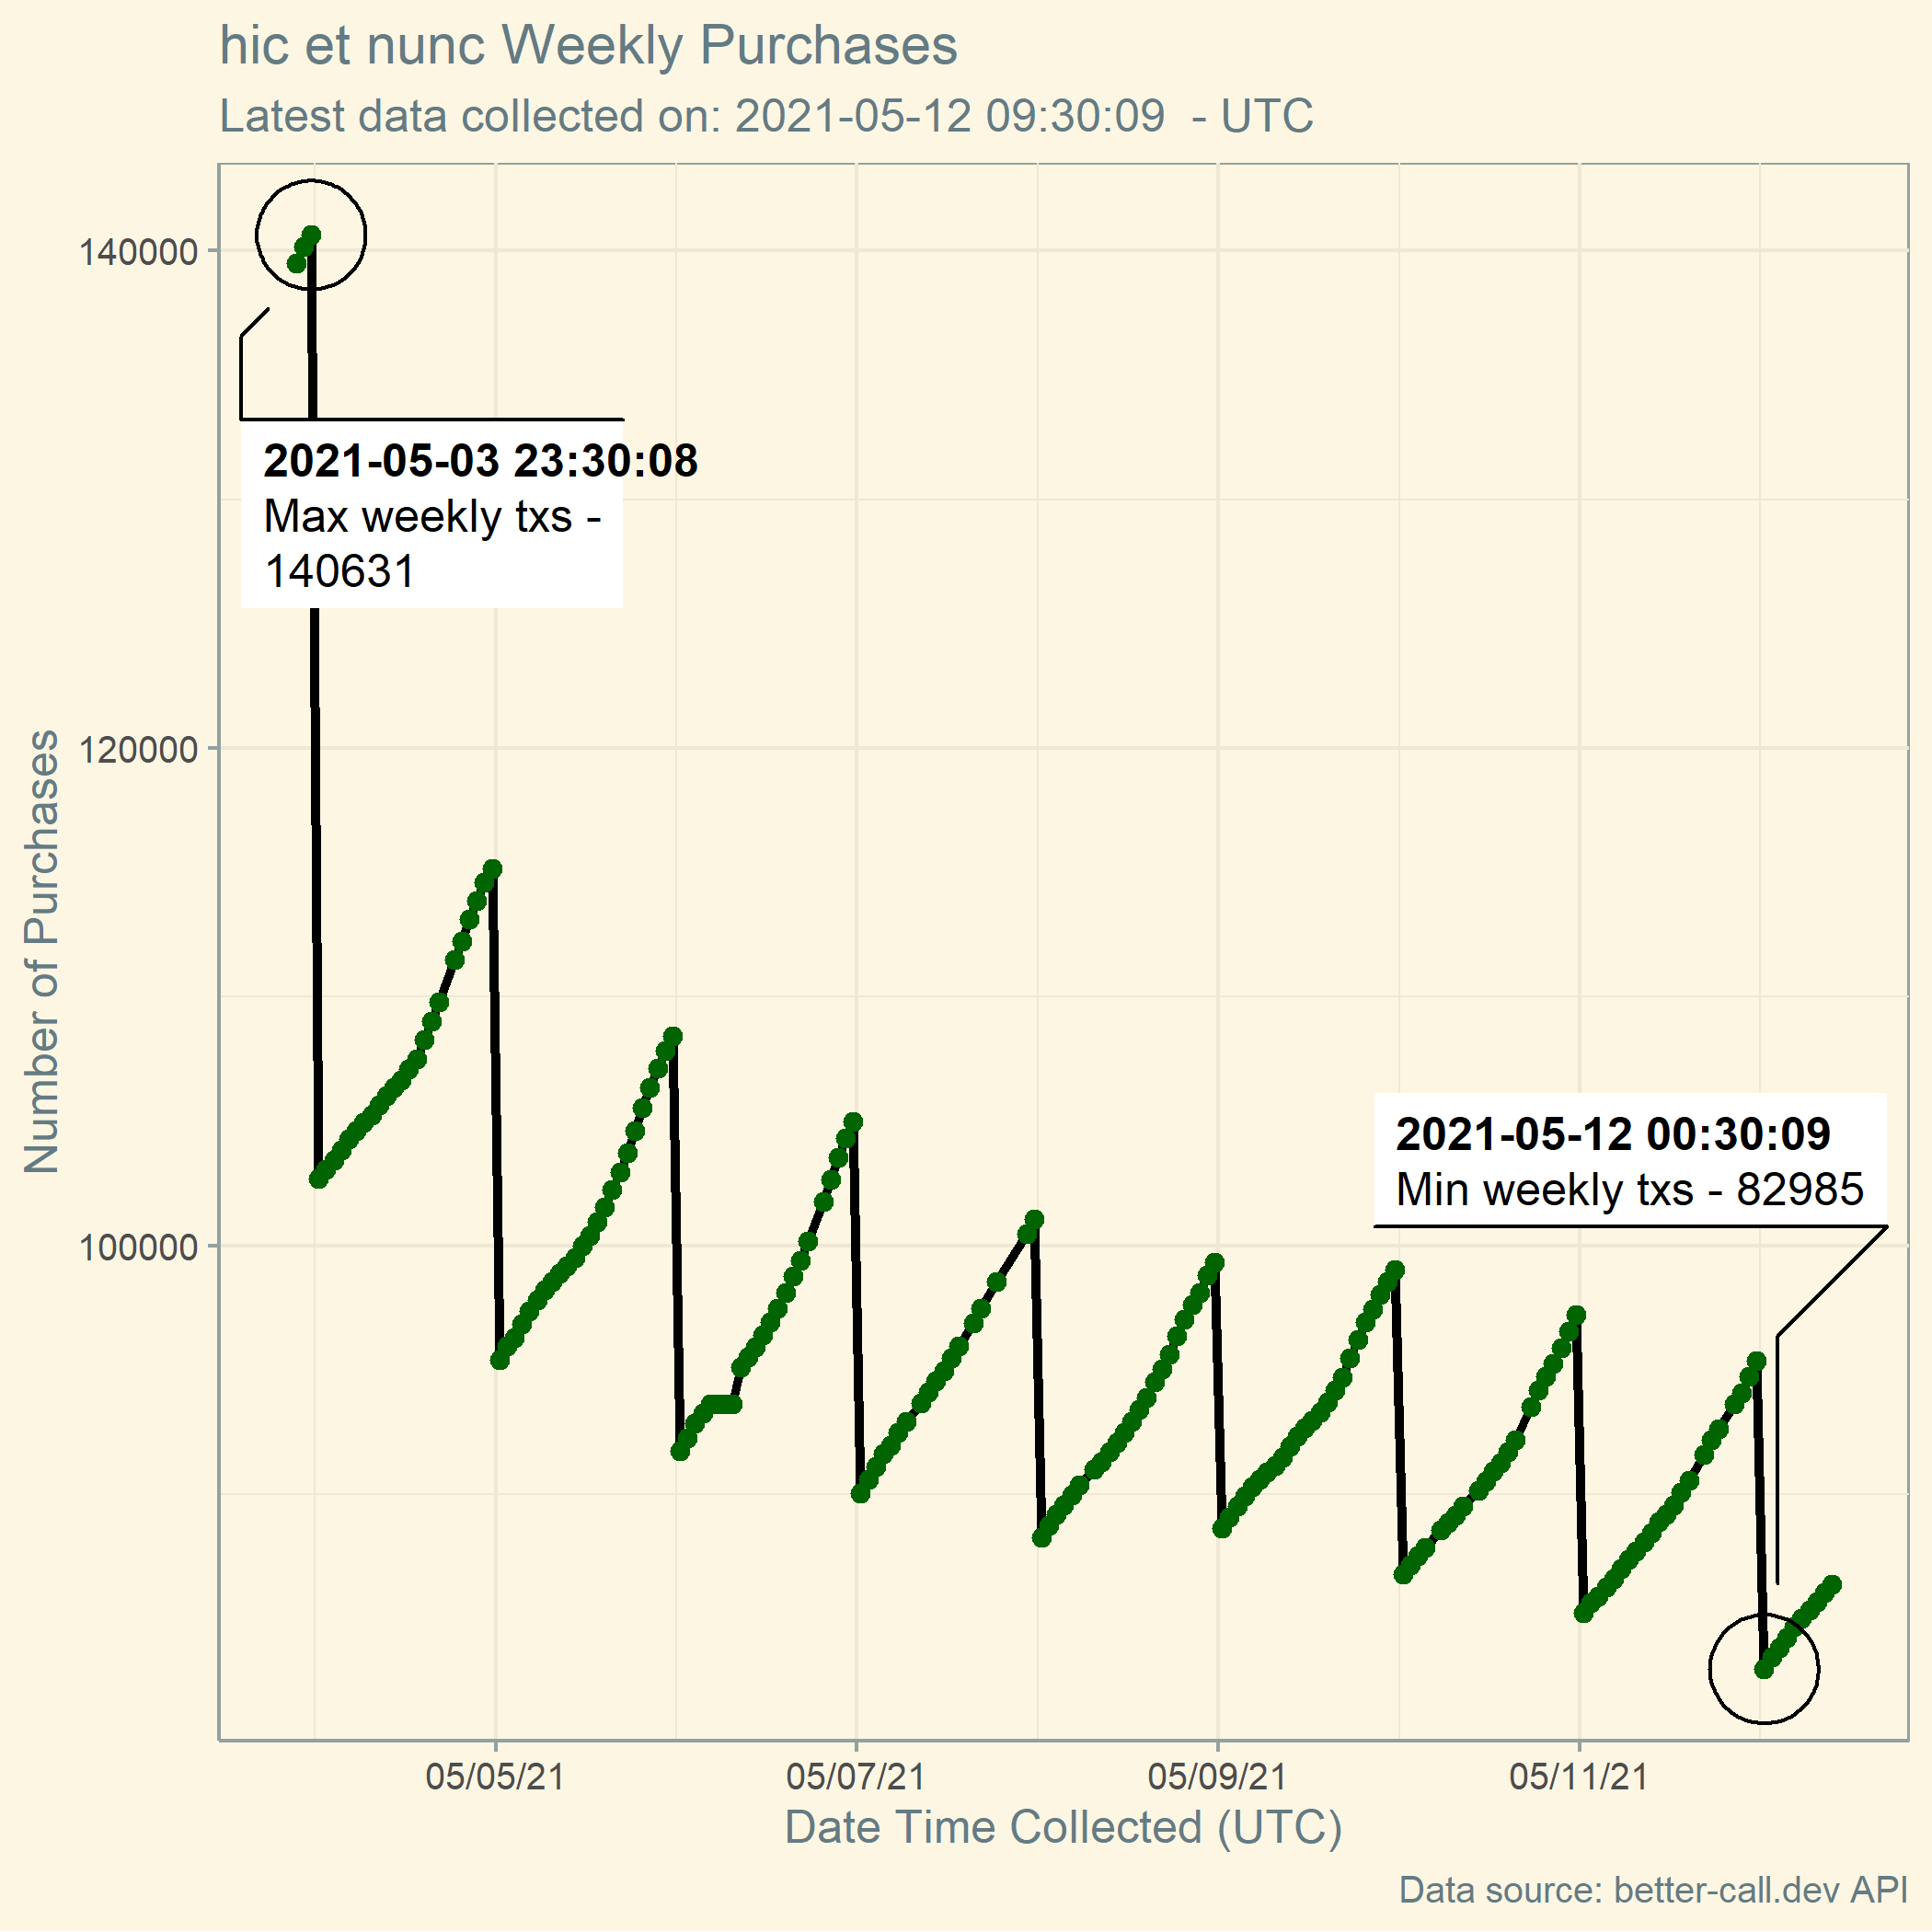 hic et nunc Weekly Purchases
Latest data collected on: 2021-05-12 09:30:09  - UTC
140000
2021-05-03 23:30:08
Max weekly txs -
140631
120000
Number of Purchases
2021-05-12 00:30:09
Min weekly txs - 82985
100000
05/05/21 05/07/21 05/09/21 05/11/21
Date Time Collected (UTC)
Data source: better-call.dev API